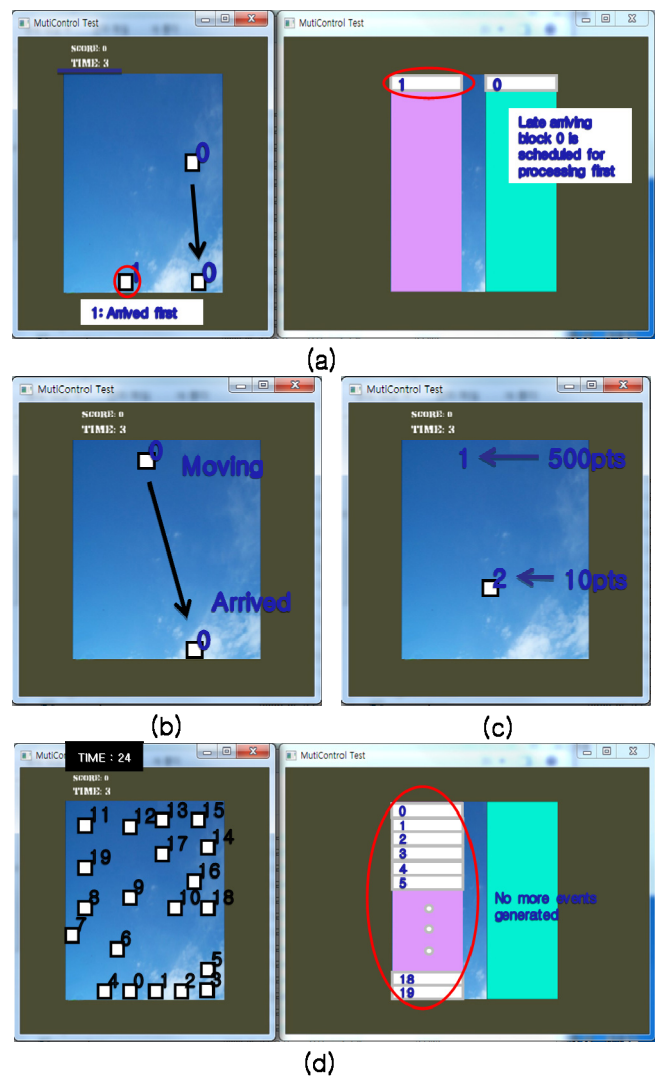 MutiControl Test
SCORE: 0
TIME: 3
0
1 0
1: Arrived first
MutiControl Test
1 0
Late arriving
block 0 is
scheduled for
processing first
(a)
MutiControl Test
SCORE: 0
TIME: 3
0
Moving
Arrived
0
(b)
MutiControl Test
SCORE: 0
TIME: 3
1 500pts
2 10pts
(c)
MutiCo
TIME : 24
SCORE: 0
TIME: 3
11 12 13 15
14
17
19
16
9
8 10 18
7
6
5
4 0 1 2 3
MutiControl Test
0
1
2
3
4
5
18
19
No more events
generated
(d)